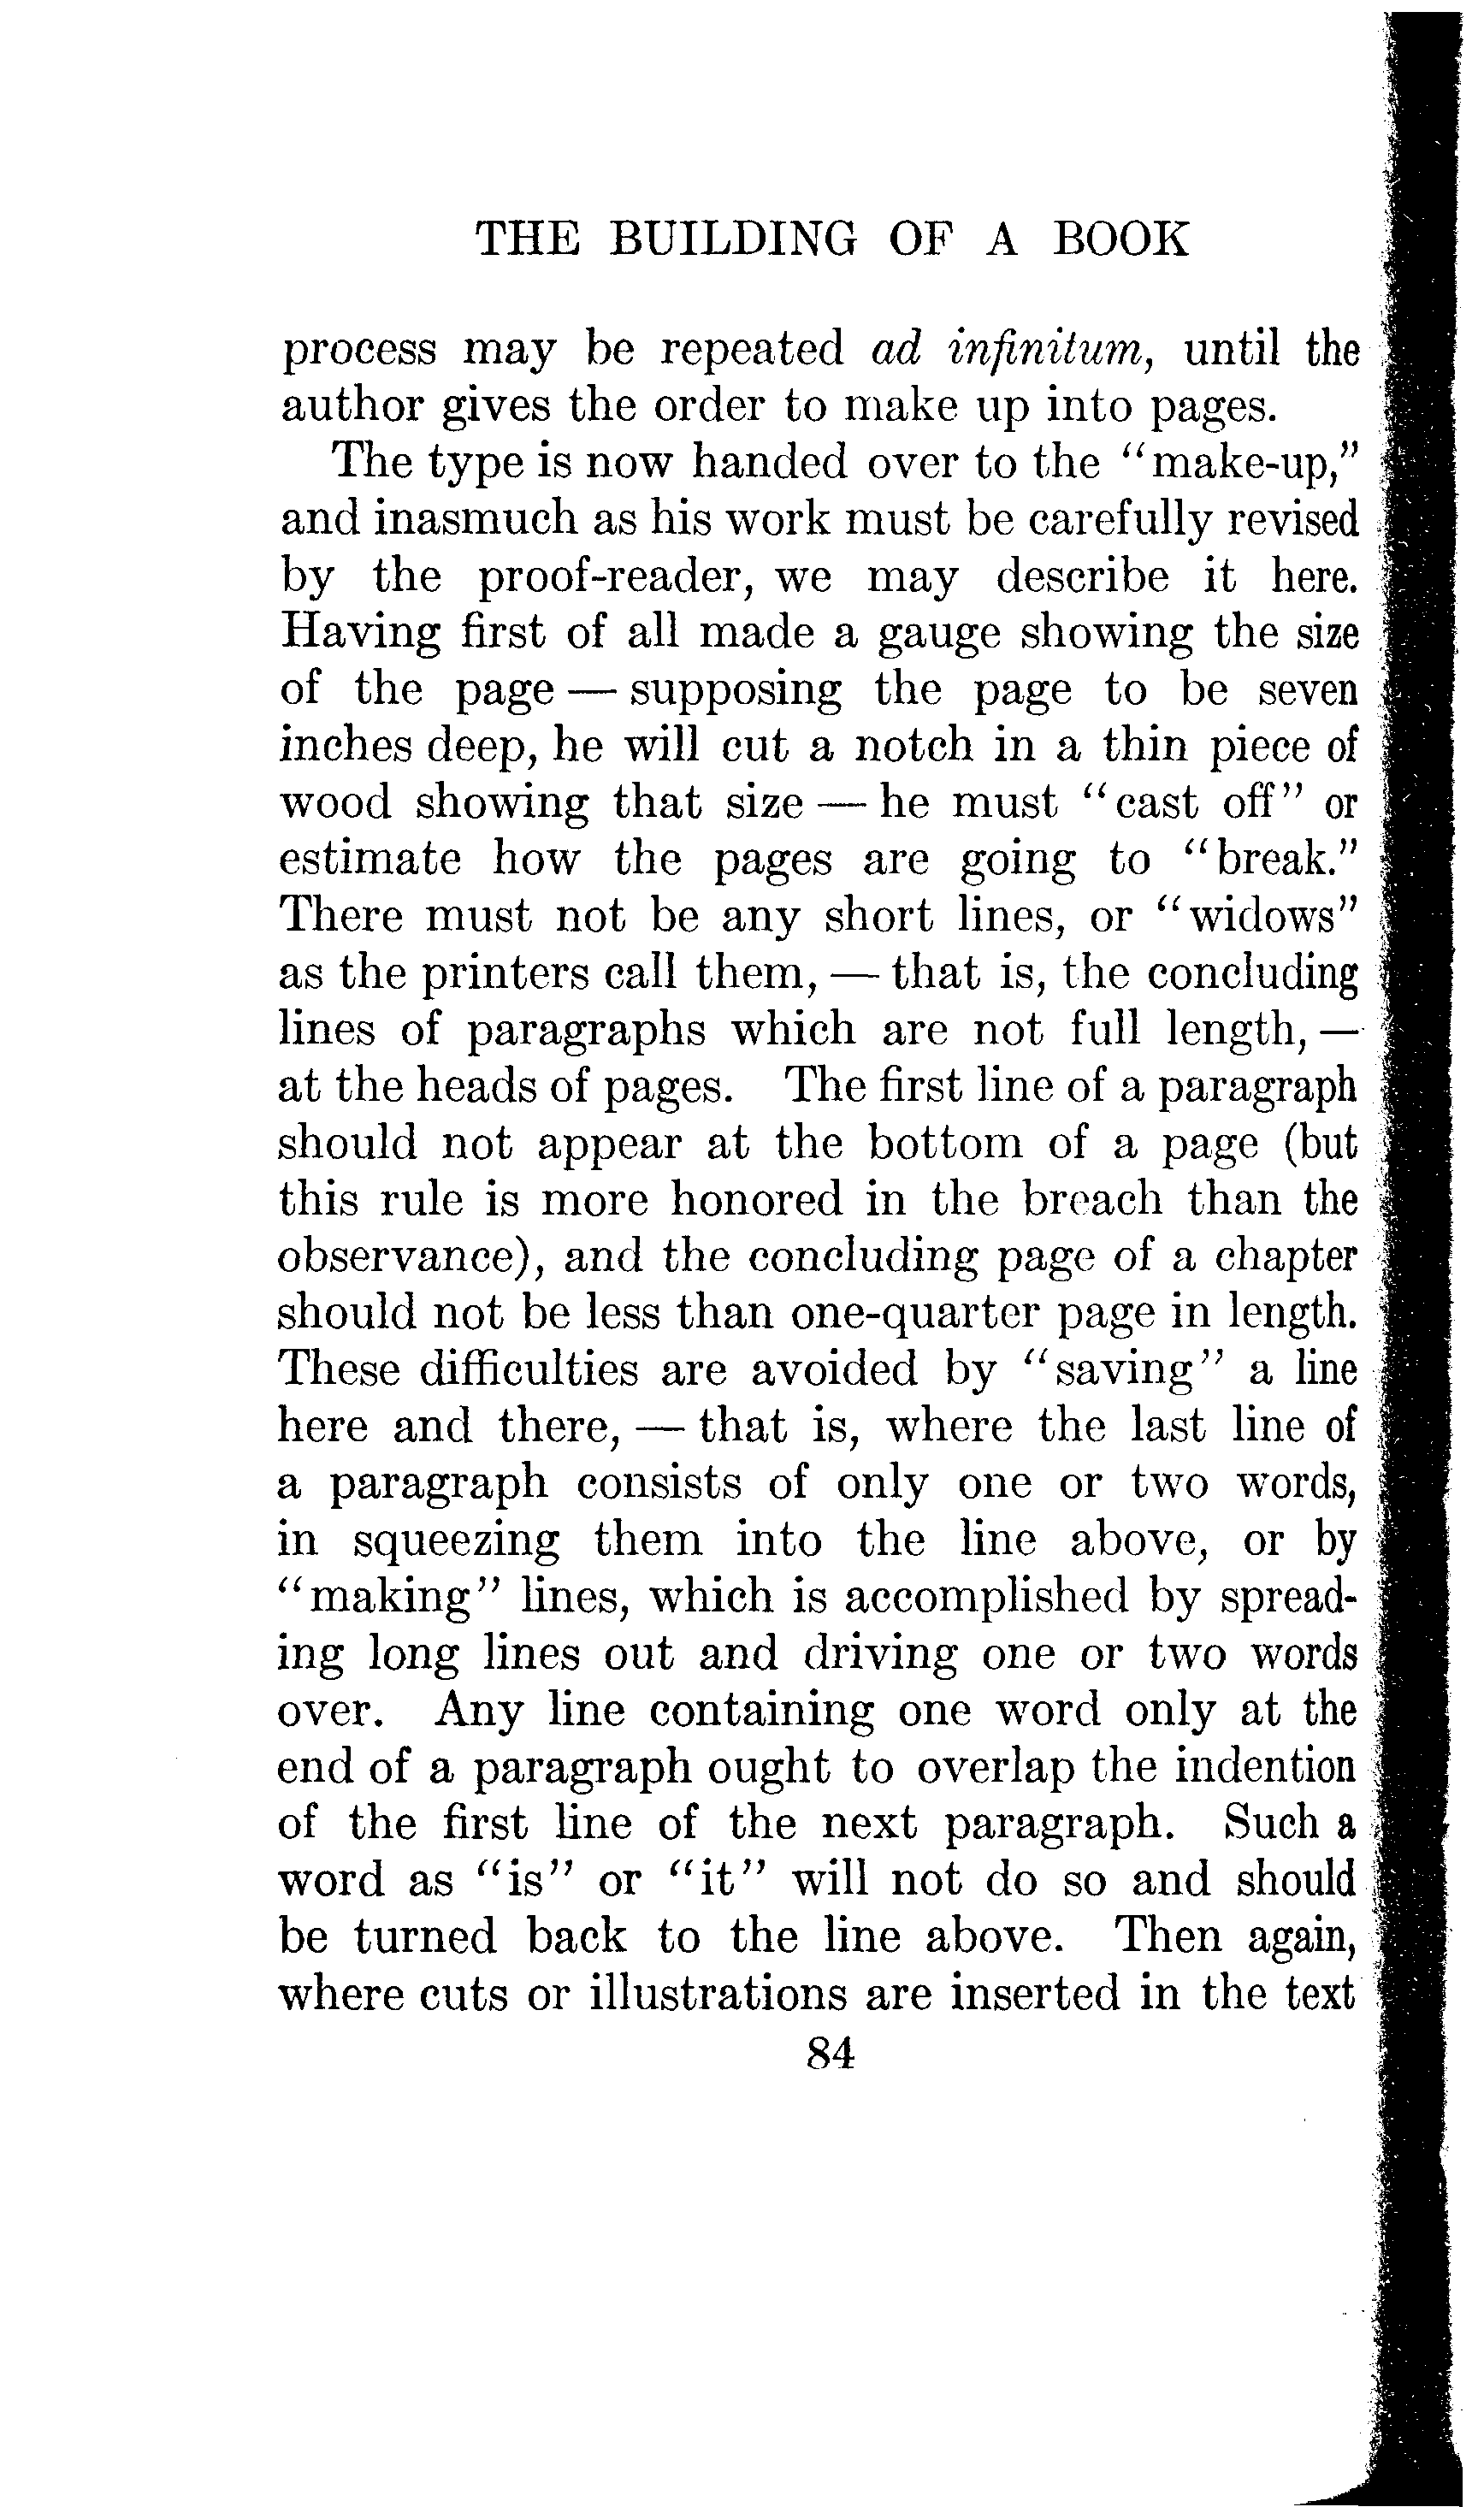 THE BUILDING OF A BOOK
process may be repeated ad infinitum, until the
author gives the order to make up into pages.
The type is now handed over to the “make-up,”
and inasmuch as his work must be carefully revised
by the proof-reader, we may describe it here.
Having first of all made a gauge showing the size
of the page — supposing the page to be seven
inches deep, he will cut a notch in a thin piece of
wood showing that size — he must “cast off” or
estimate how the pages are going to “break.”
There must not be any short lines, or “widows”
as the printers call them, — that is, the concluding
lines of paragraphs which are not full length, —
at the heads of pages. The first line of a paragraph
should not appear at the bottom of a page (but
this rule is more honored in the breach than the
observance), and the concluding page of a chapter
should not be less than one-quarter page in length.
These difficulties are avoided by “saving” a line
here and there, — that is, where the last line of
a paragraph consists of only one or two words,
in squeezing them into the line above, or by
“making” lines, which is accomplished by spread-
ing long lines out and driving one or two words
over. Any line containing one word only at the
end of a paragraph ought to overlap the indention
of the first line of the next paragraph. Such a
word as “is” or “it” will not do so and should
be turned back to the line above. Then again,
where cuts or illustrations are inserted in the text
84